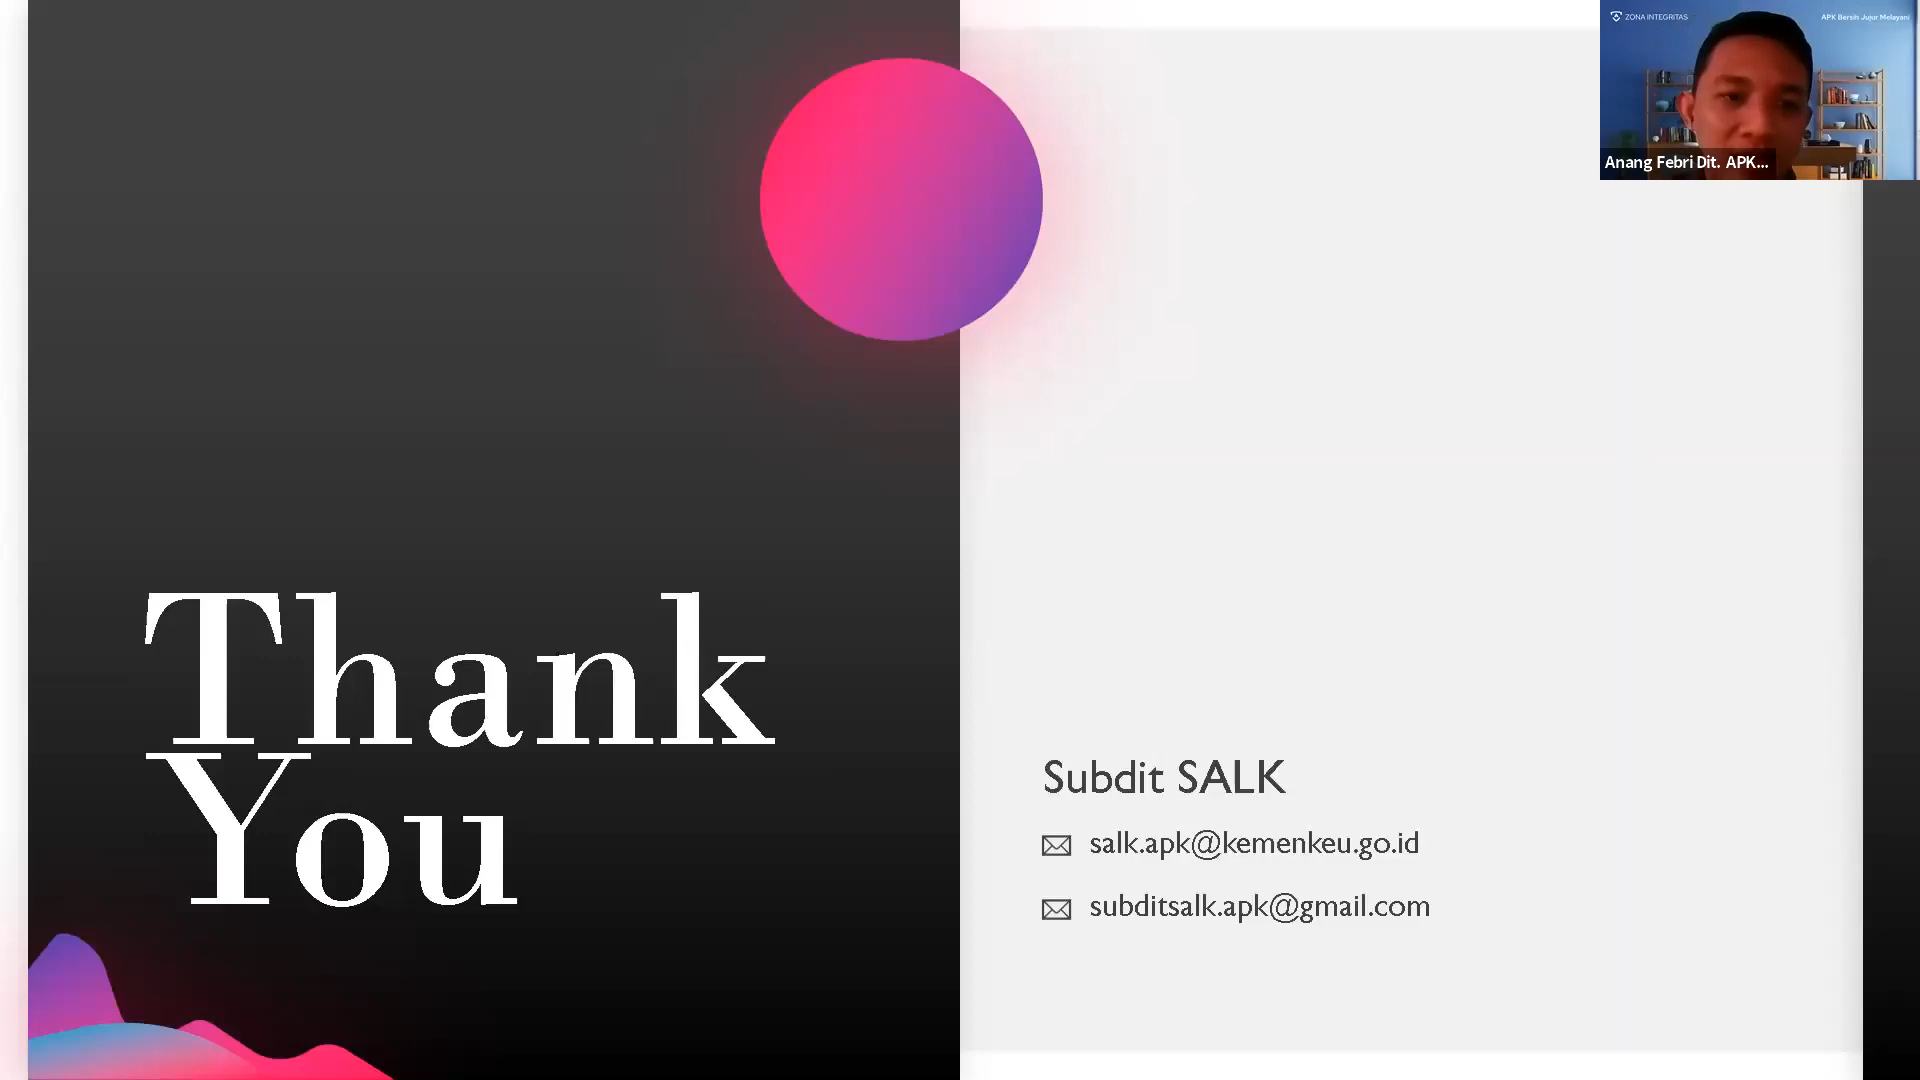 ZONA INTEGRITAS
APK Bersih Jujur Melayani
Anang Febri Dit. APK...
Thank
You
Subdit SALK
salk.apk@kemenkeu.go.id
subditsalk.apk@gmail.com